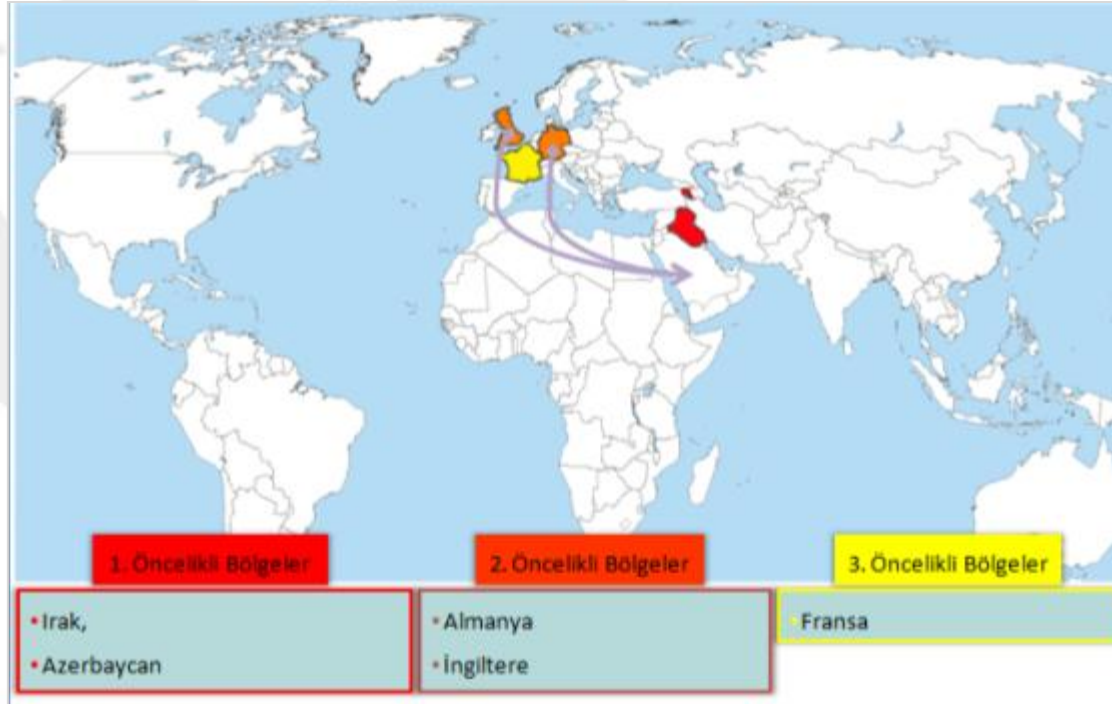 1. Öncelikli Bölgeler
• Irak,
• Azerbaycan
2. Öncelikli Bölgeler
• Almanya
• İngiltere
3. Öncelikli Bölgeler
• Fransa